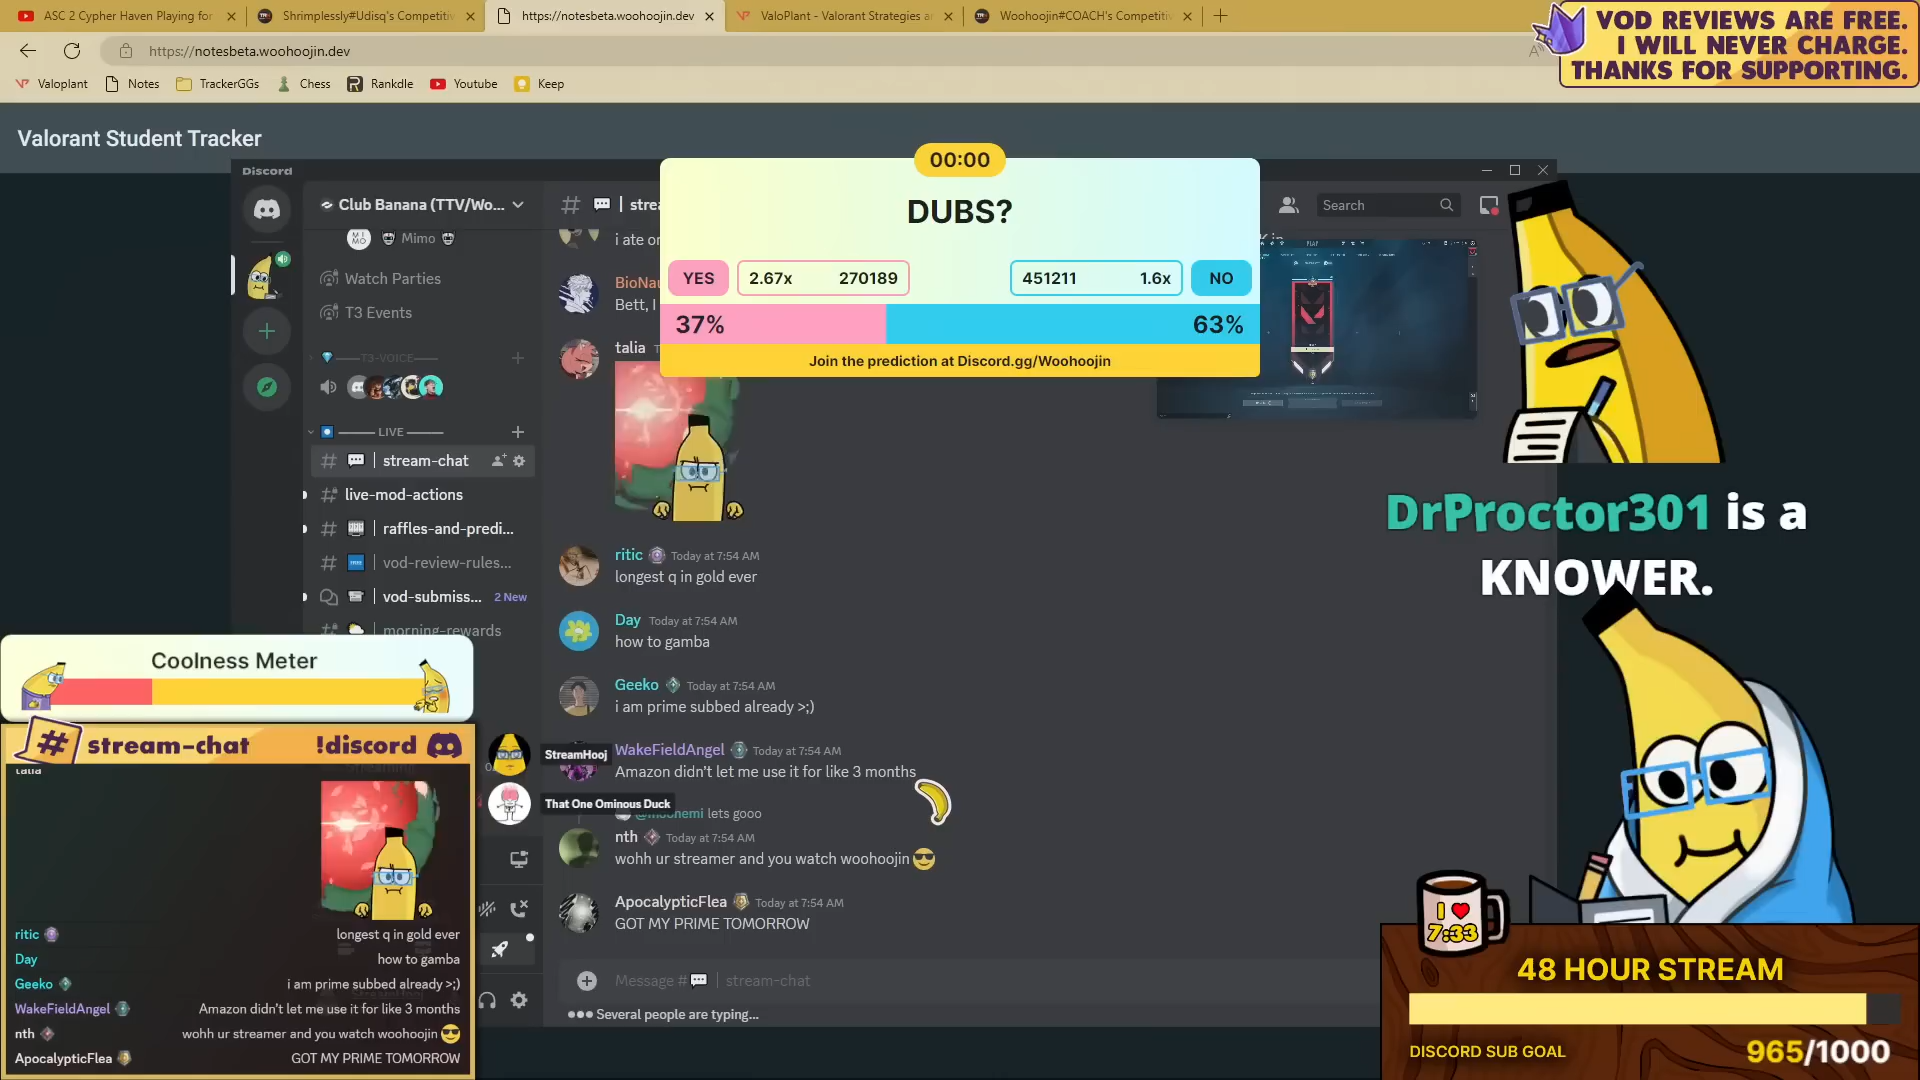 ASC 2 Cypher Haven Playing for
Shrimplessly#Udisq's Competitiv
https://notesbeta.woohoojin.dev
ValoPlant - Valorant Strategies an
Woohoojin#COACH's Competitiv
https://notesbeta.woohoojin.dev
Valoplant
Notes
TrackerGGs
Chess
Rankdle
Youtube
Keep
VOD REVIEWS ARE FREE.
I WILL NEVER CHARGE.
THANKS FOR SUPPORTING.
Valorant Student Tracker
Discord
Club Banana (TTV/Wo...
Mimo
Watch Parties
T3 Events
T3-VOICE
LIVE
stream-chat
live-mod-actions
raffles-and-predi...
vod-review-rules...
vod-submiss... 2 New
morning-rewards
stre
Search
00:00
DUBS?
YES 2.67x 270189 451211 1.6x NO
37% 63%
Join the prediction at Discord.gg/Woohoojin
i ate or
BioNau
Bett, I
talia
ritic Today at 7:54 AM
longest q in gold ever
Day Today at 7:54 AM
how to gamba
Geeko Today at 7:54 AM
i am prime subbed already >;)
WakeFieldAngel Today at 7:54 AM
Amazon didn't let me use it for like 3 months
lets gooo
nth Today at 7:54 AM
wohh ur streamer and you watch woohoojin
ApocalypticFlea Today at 7:54 AM
GOT MY PRIME TOMORROW
Message # stream-chat
Several people are typing...
StreamHooj
That One Ominous Duck
Coolness Meter
# stream-chat !discord
talia
ritic longest q in gold ever
Day how to gamba
Geeko i am prime subbed already >;)
WakeFieldAngel Amazon didn't let me use it for like 3 months
nth wohh ur streamer and you watch woohoojin
ApocalypticFlea GOT MY PRIME TOMORROW
DrProctor301 is a
KNOWER.
I
7:33
48 HOUR STREAM
DISCORD SUB GOAL 965/1000